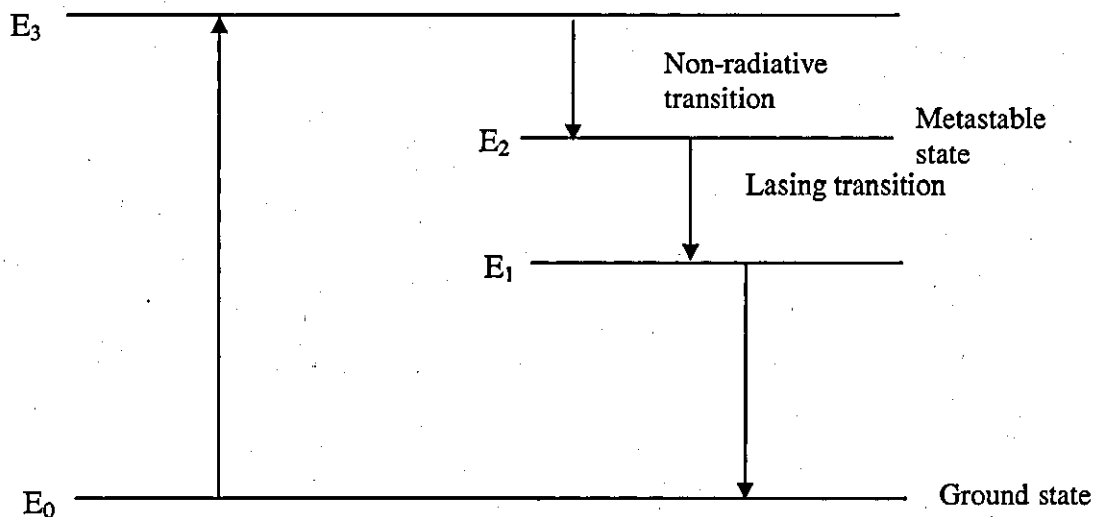 E₃
Non-radiative
transition
E₂
Metastable
state
Lasing transition
E₁
E₀
Ground state